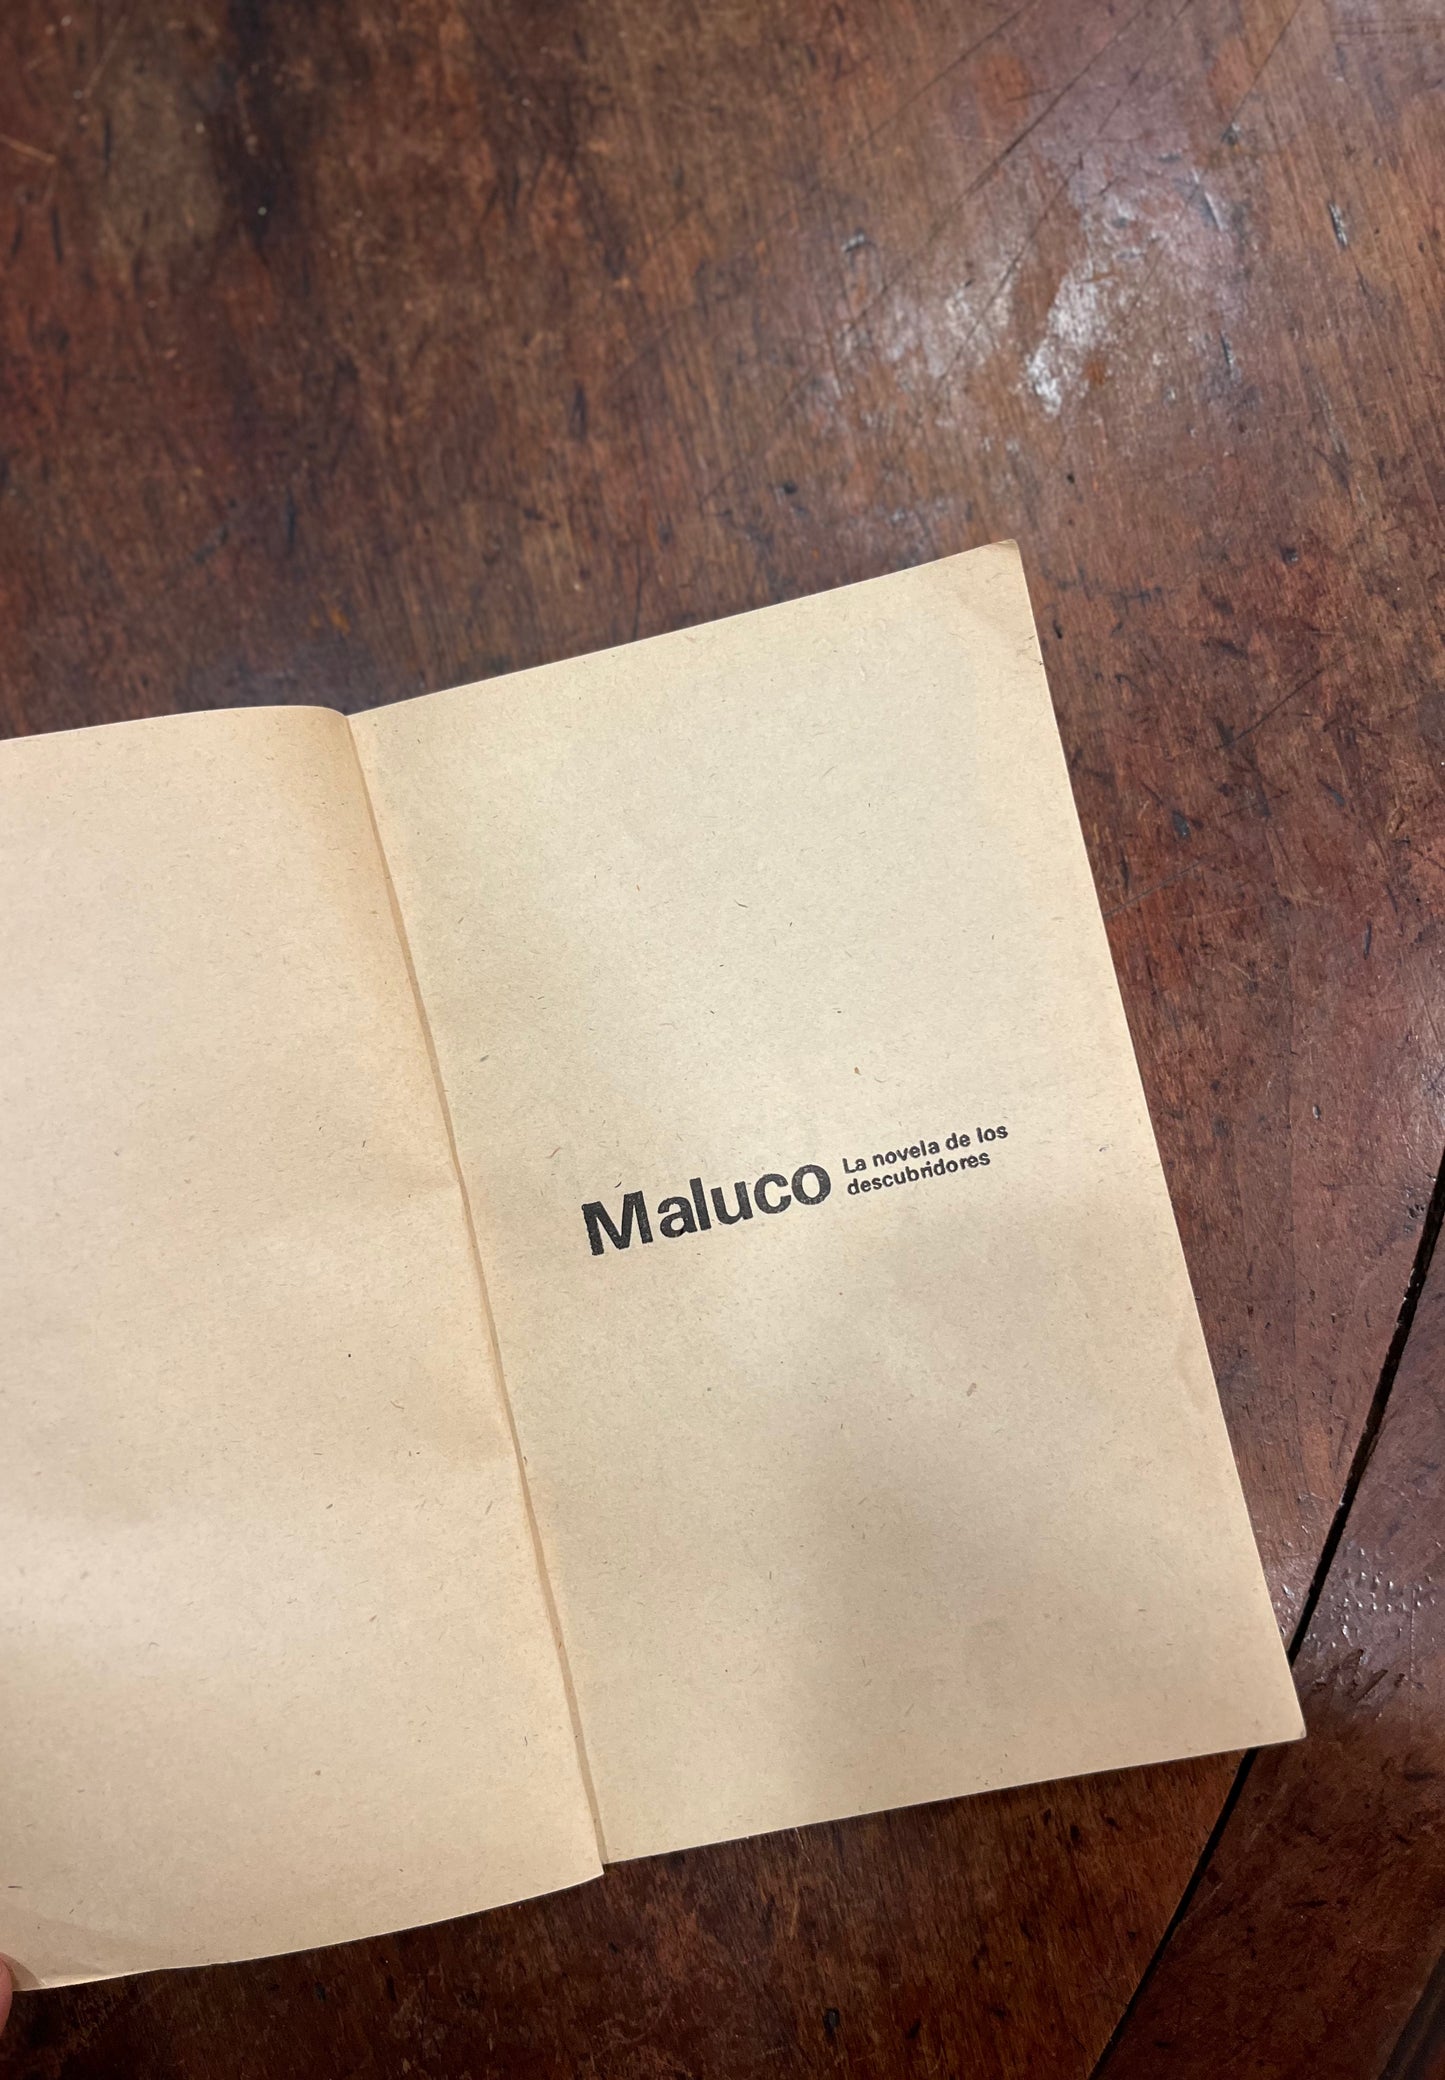 Maluco
La novela de los
descubridores